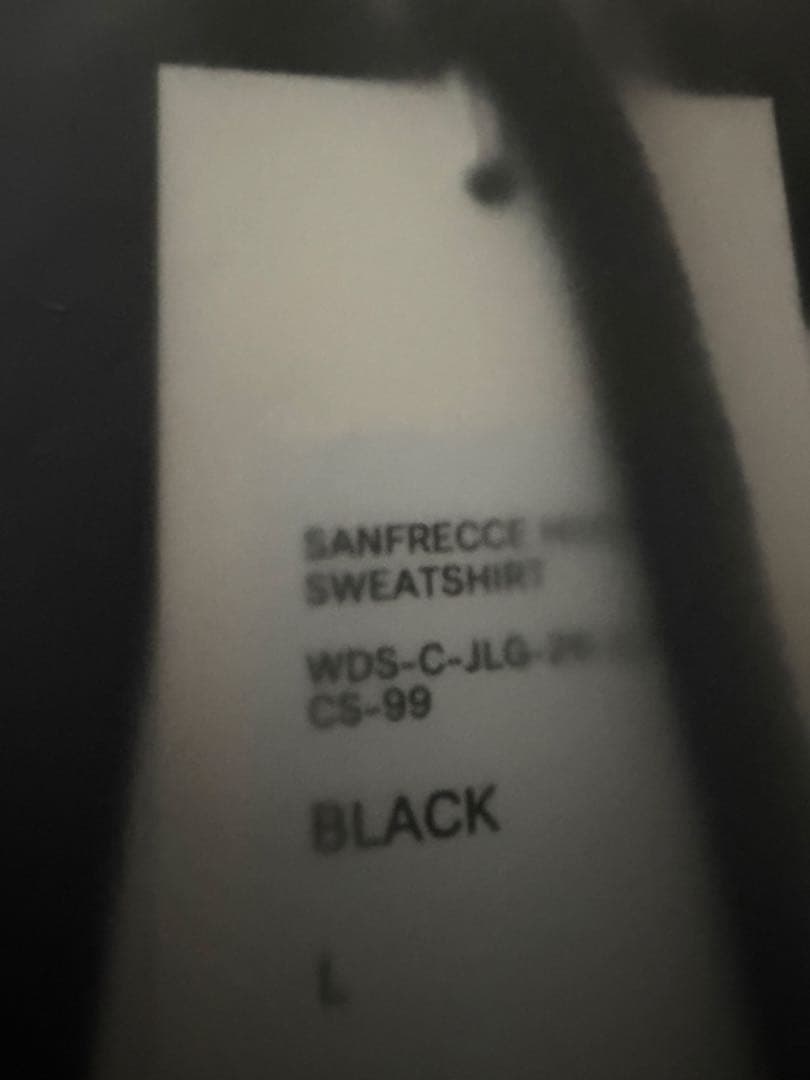 SANFRECCE
SWEATSHIRT
WDS-C-JLG-
CS-99
BLACK
L